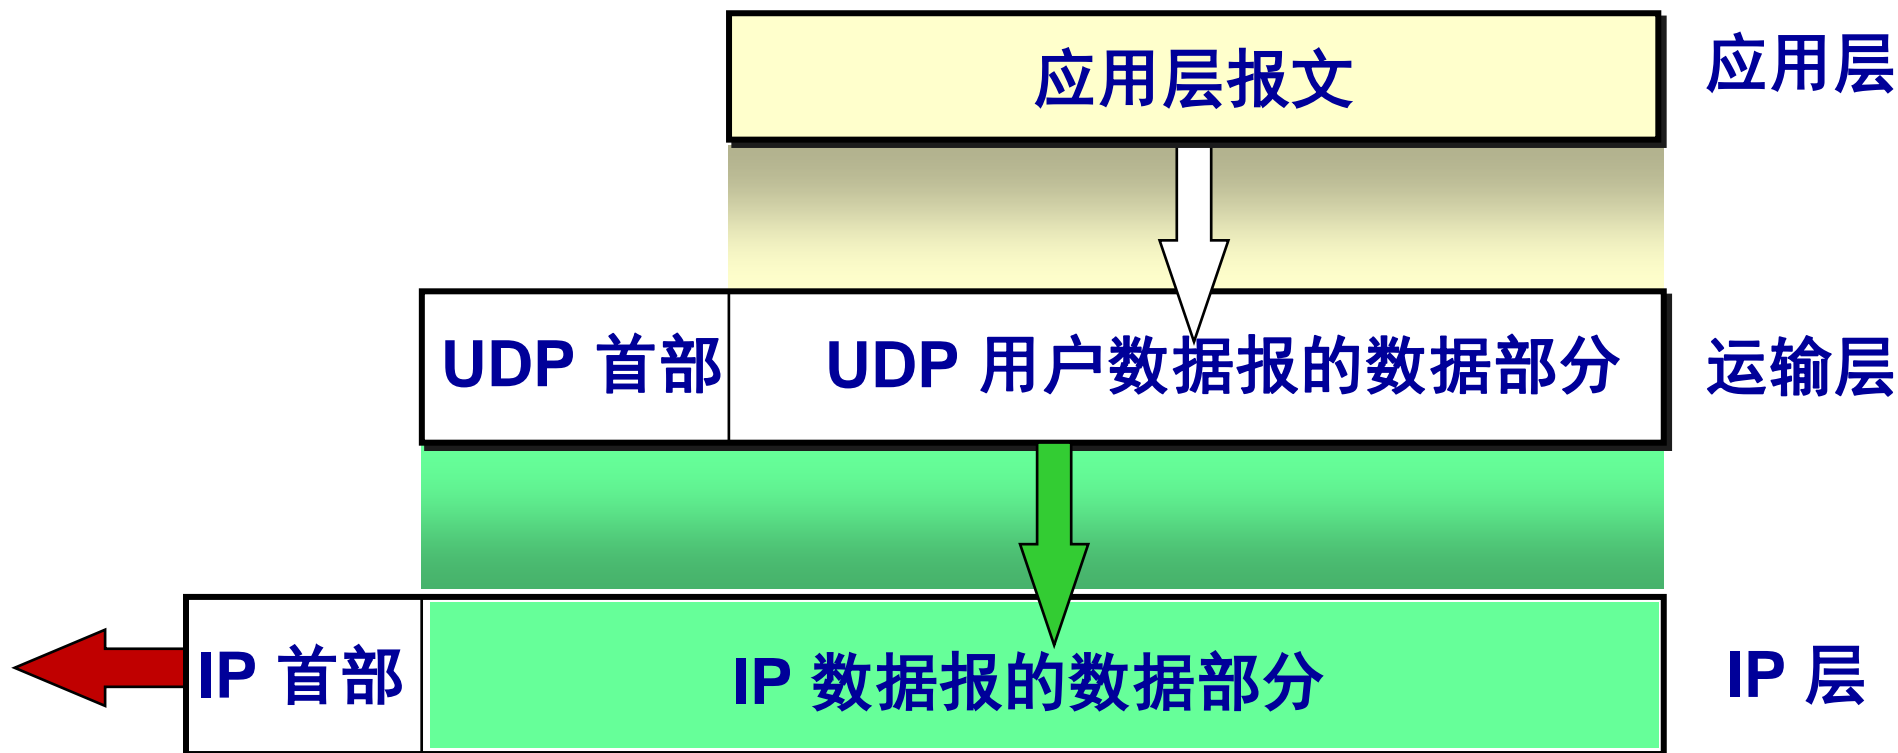 应用层报文
应用层
UDP 首部
UDP 用户数据报的数据部分
运输层
IP 首部
IP 数据报的数据部分
IP 层